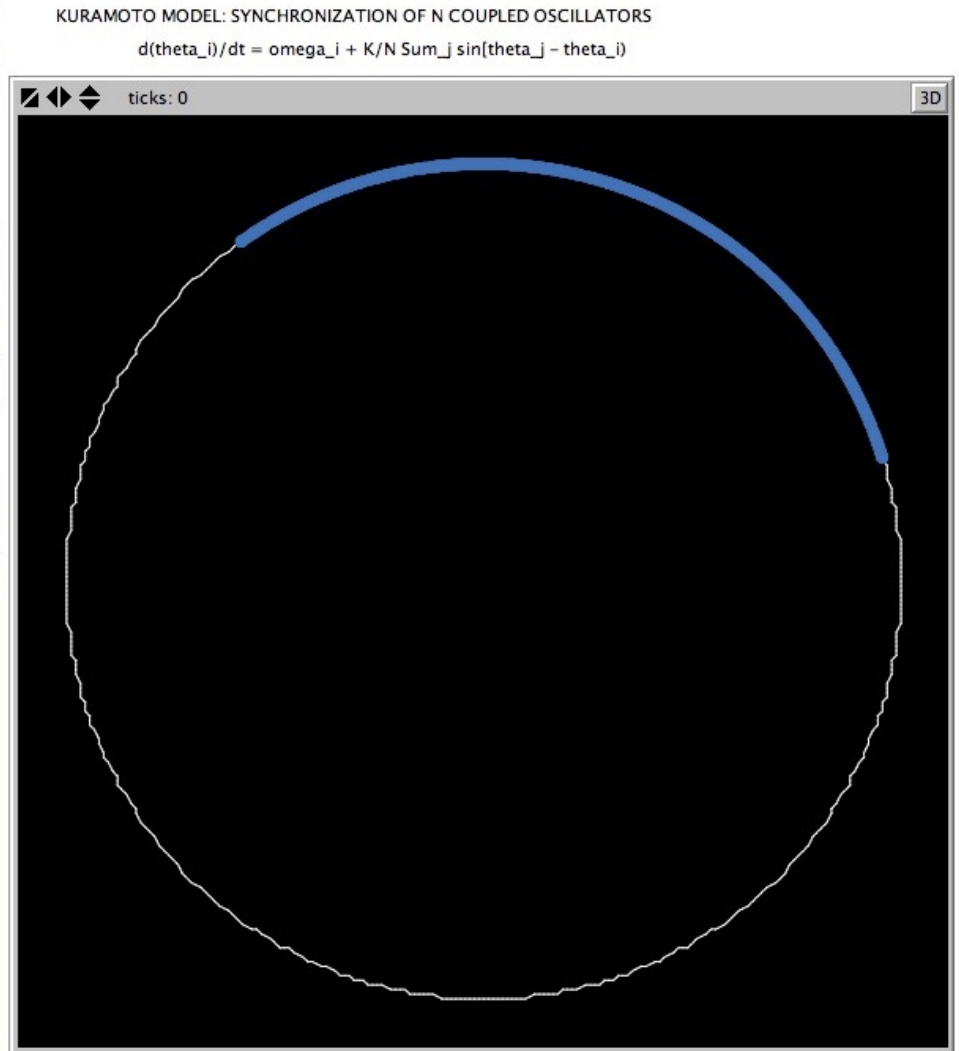 KURAMOTO MODEL: SYNCHRONIZATION OF N COUPLED OSCILLATORS
d(theta_i)/dt = omega_i + K/N Sum_j sin[theta_j - theta_i)
ticks: 0
3D